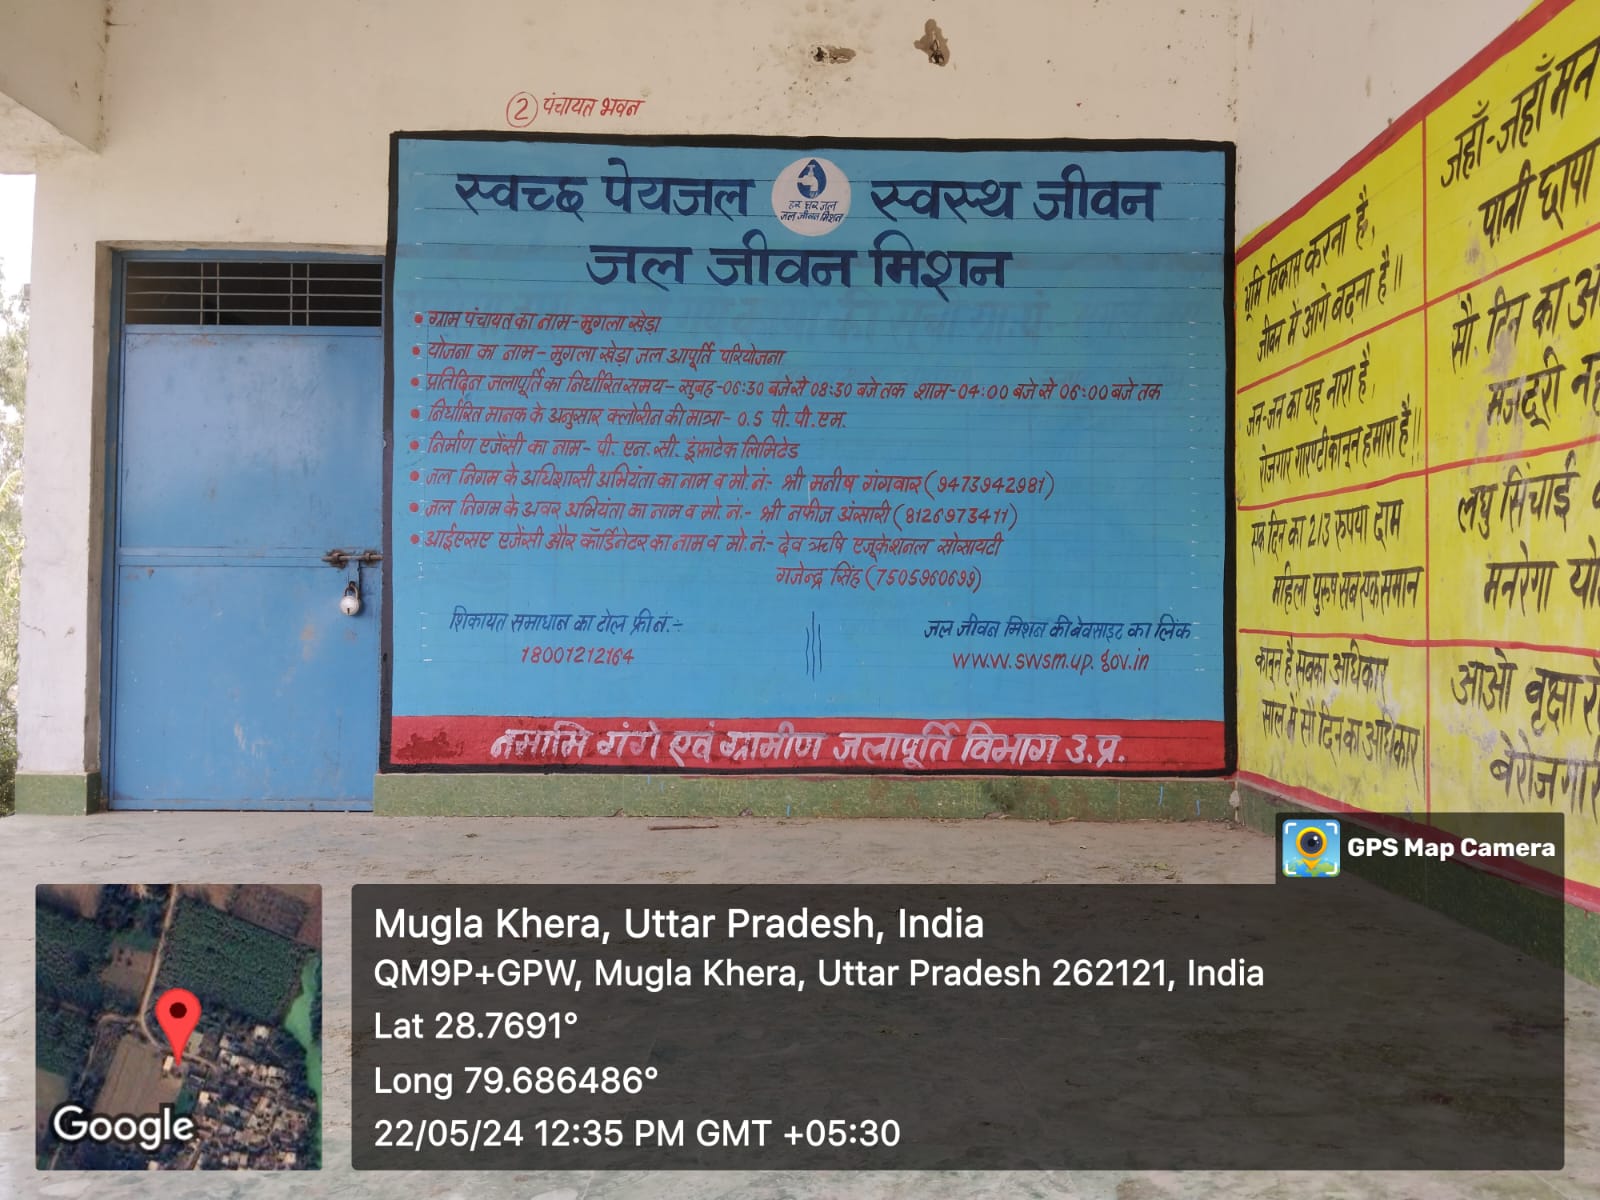 ② पंचायत भवन
स्वच्छ पेयजल स्वस्थ जीवन
हर घर जल
जल जीवन मिशन
जल जीवन मिशन
• ग्राम पंचायत का नाम - मुगला खेड़ा
• योजना का नाम - मुगला खेड़ा जल आपूर्ति परियोजना
• प्रतिदिन जलापूर्ति का निर्धारित समय - सुबह - 06:30 बजे से 08:30 बजे तक शाम - 04:00 बजे से 06:00 बजे तक
• निर्धारित मानक के अनुसार क्लोरीन की मात्रा - 0.5 पी. पी. एम.
• निर्माण एजेंसी का नाम - पी. एन. सी. इंफ्राटेक लिमिटेड
• जल निगम के अधिशासी अभियंता का नाम व मो. नं:- श्री मनीष गंगवार (9473942981)
• जल निगम के अवर अभियंता का नाम व मो. नं.- श्री नफीज अंसारी (8126973411)
• आईएसए एजेंसी और कॉर्डिनेटर का नाम व मो. नं:- देव ऋषि एजूकेशनल सोसायटी
गजेन्द्र सिंह (7505960699)
शिकायत समाधान का टोल फ्री नं.:-
18001212164
जल जीवन मिशन की वेबसाइट का लिंक
www.swsm.up.gov.in
नमामि गंगे एवं ग्रामीण जलापूर्ति विभाग उ.प्र.
भूमि विकास करना है,
जीवन में आगे बढ़ना है।।
जन-जन का यह नारा है,
रोजगार गारण्टी कानून हमारा है।।
एक दिन का 213 रुपया दाम
महिला पुरुष सब एक समान
कानून है सबका अधिकार
साल में सौ दिन का अधिकार
जहाँ-जहाँ मन
पानी छापा
सौ दिन का
मजदूरी
लघु सिंचाई
मनरेगा
आओ वृक्षा
GPS Map Camera
Google
Mugla Khera, Uttar Pradesh, India
QM9P+GPW, Mugla Khera, Uttar Pradesh 262121, India
Lat 28.7691°
Long 79.686486°
22/05/24 12:35 PM GMT +05:30